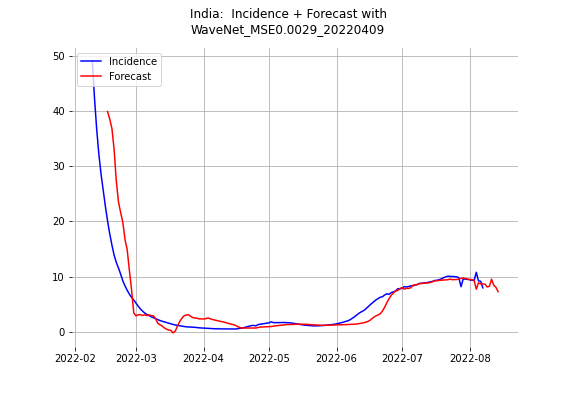 India:  Incidence + Forecast with
WaveNet_MSE0.0029_20220409
Incidence
Forecast
50
40
30
20
10
0
2022-02 2022-03 2022-04 2022-05 2022-06 2022-07 2022-08